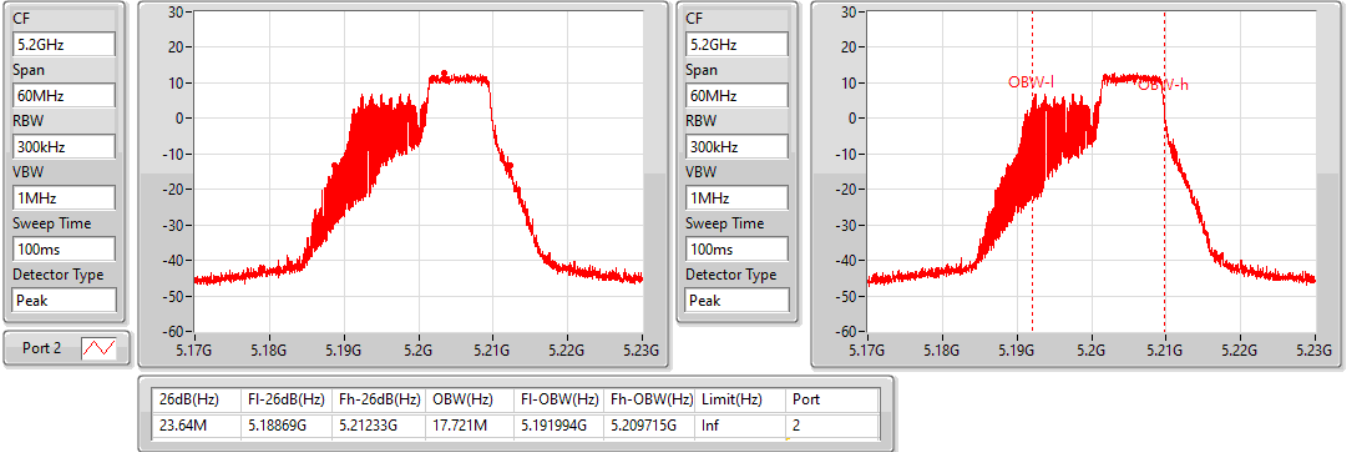 CF
5.2GHz
Span
60MHz
RBW
300kHz
VBW
1MHz
Sweep Time
100ms
Detector Type
Peak
Port 2
30
20
10
0
-10
-20
-30
-40
-50
-60
5.17G 5.18G 5.19G 5.2G 5.21G 5.22G 5.23G
CF
5.2GHz
Span
60MHz
RBW
300kHz
VBW
1MHz
Sweep Time
100ms
Detector Type
Peak
30
20
10
0
-10
-20
-30
-40
-50
-60
OBW-l
OBW-h
5.17G 5.18G 5.19G 5.2G 5.21G 5.22G 5.23G
26dB(Hz) Fl-26dB(Hz) Fh-26dB(Hz) OBW(Hz) Fl-OBW(Hz) Fh-OBW(Hz) Limit(Hz) Port
23.64M 5.18869G 5.21233G 17.721M 5.191994G 5.209715G Inf 2